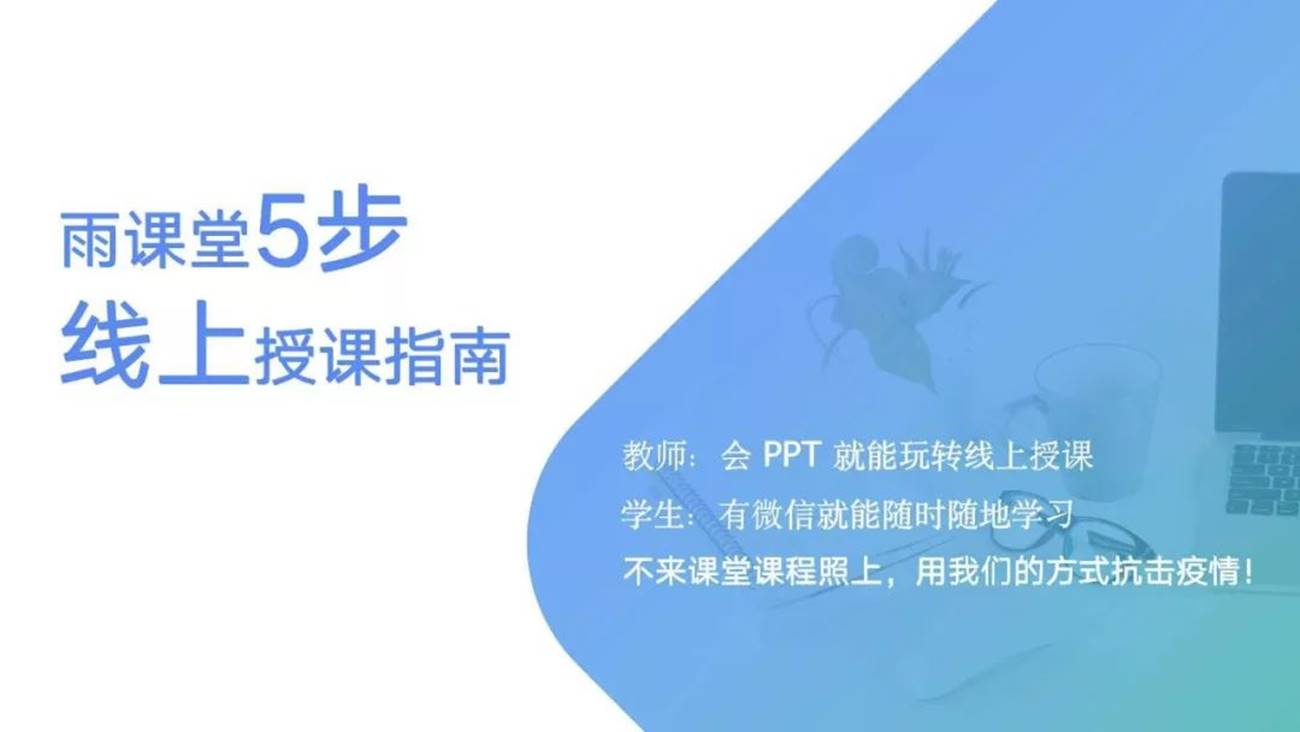 雨课堂5步
线上授课指南
教师：会 PPT 就能玩转线上授课
学生：有微信就能随时随地学习
不来课堂课程照上，用我们的方式抗击疫情！